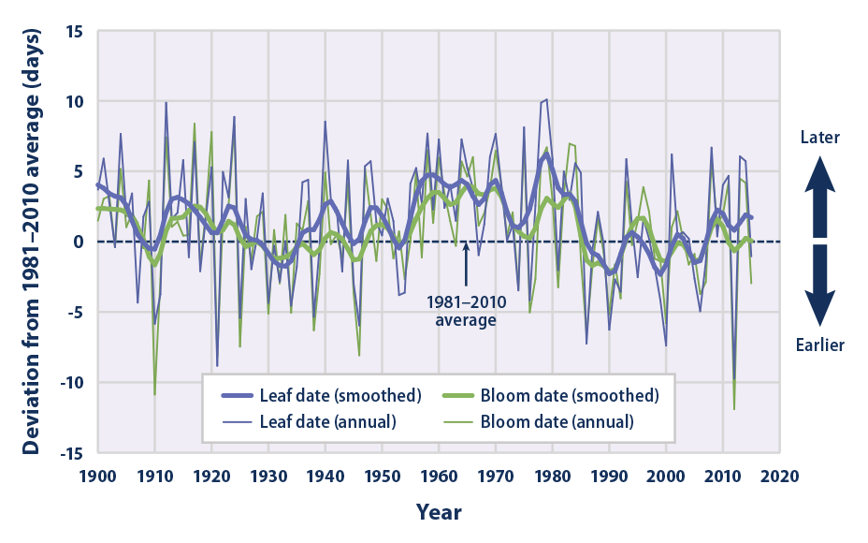 Deviation from 1981–2010 average (days)
15
10
5
0
-5
-10
-15
1981–2010
average
Later
Earlier
Leaf date (smoothed)
Bloom date (smoothed)
Leaf date (annual)
Bloom date (annual)
1900 1910 1920 1930 1940 1950 1960 1970 1980 1990 2000 2010 2020
Year